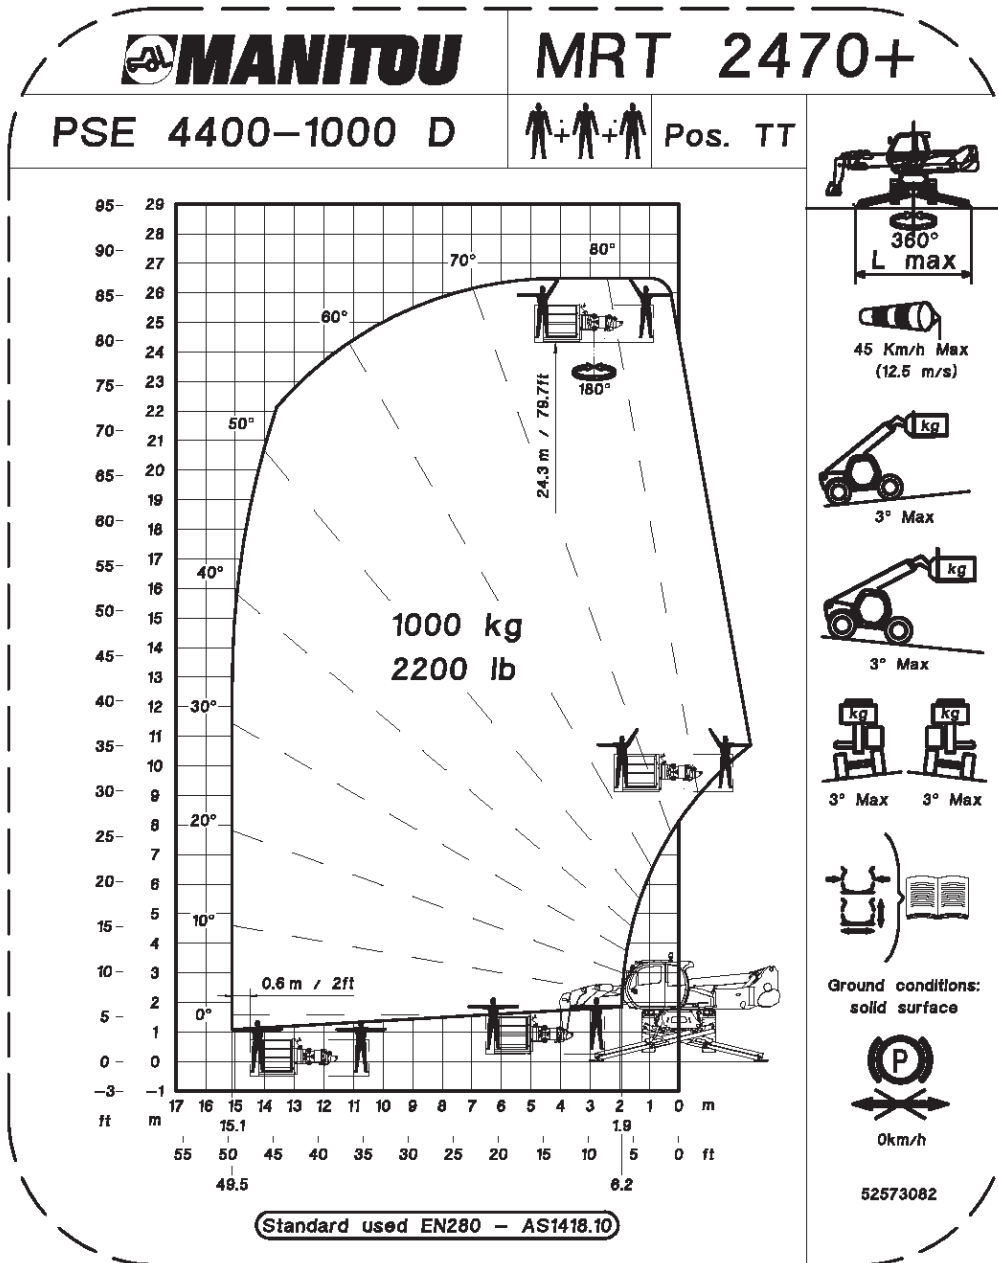 MANITOU
MRT 2470+
PSE 4400-1000 D
+ +
Pos. TT
95- 29
28
90- 27
85- 26
25
80- 24
75- 23
22
70- 21
65- 20
19
60- 18
55- 17
16
50- 15
45- 14
13
40- 12
35- 11
10
30- 9
25- 8
7
20- 6
15- 5
4
10- 3
5- 2
1
0- 0
-3- -1
ft m
80°
70°
60°
50°
40°
30°
20°
10°
0°
180°
24.3 m / 79.7ft
1000 kg
2200 lb
0.6 m / 2ft
17 16 15 14 13 12 11 10 9 8 7 6 5 4 3 2 1 0 m
15.1 1.9
55 50 45 40 35 30 25 20 15 10 5 0 ft
49.5 6.2
Standard used EN280 - AS1418.10
360°
L max
45 Km/h Max
(12.5 m/s)
kg
3° Max
kg
3° Max
kg kg
3° Max 3° Max
Ground conditions:
solid surface
P
0km/h
52573082